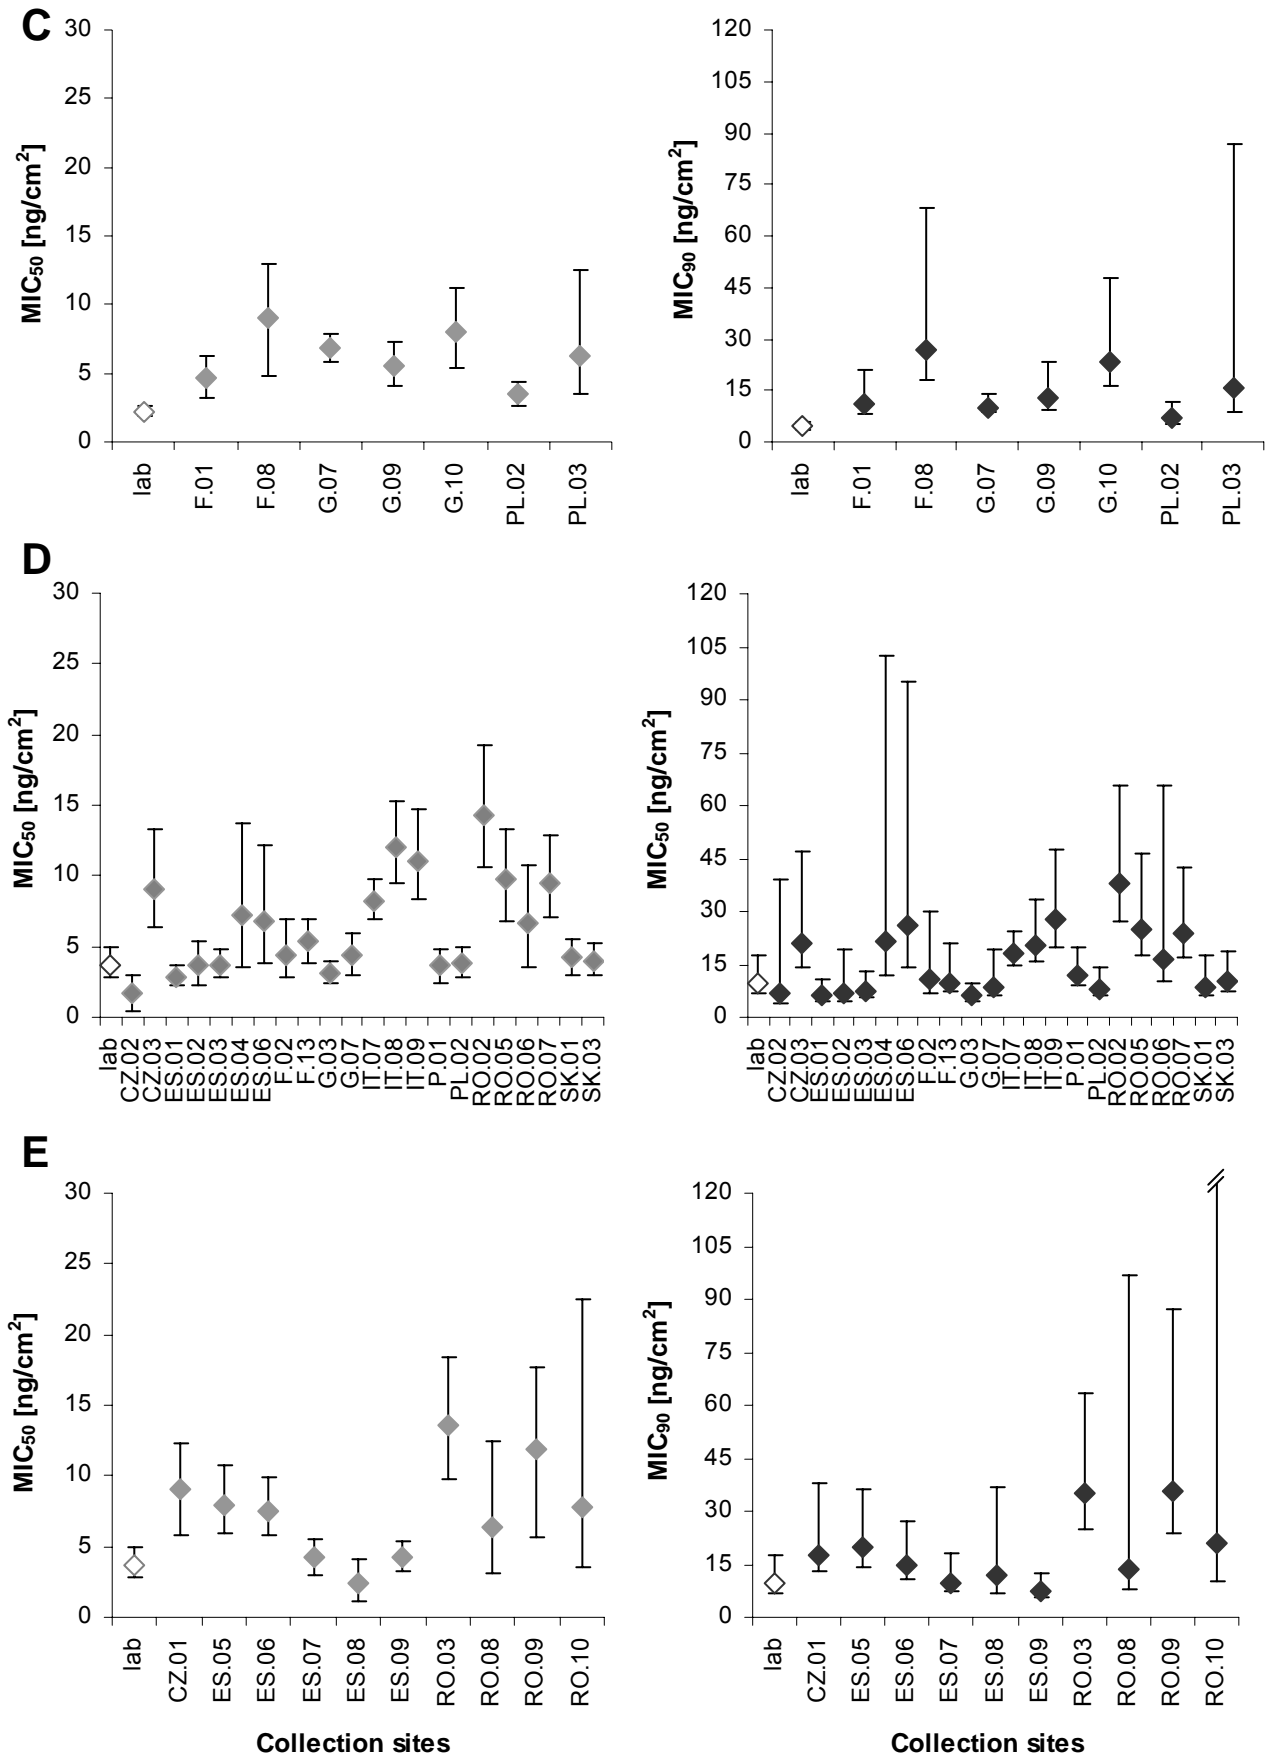 C
30
25
20
15
10
5
0
MIC50 [ng/cm2]
lab
F.01
F.08
G.07
G.09
G.10
PL.02
PL.03
120
105
90
75
60
45
30
15
0
MIC90 [ng/cm2]
lab
F.01
F.08
G.07
G.09
G.10
PL.02
PL.03
D
30
25
20
15
10
5
0
MIC50 [ng/cm2]
lab
CZ.02
CZ.03
ES.01
ES.02
ES.03
ES.04
ES.06
F.02
F.13
G.03
G.07
IT.07
IT.08
IT.09
P.01
PL.02
RO.02
RO.05
RO.06
RO.07
SK.01
SK.03
120
105
90
75
60
45
30
15
0
MIC50 [ng/cm2]
lab
CZ.02
CZ.03
ES.01
ES.02
ES.03
ES.04
ES.06
F.02
F.13
G.03
G.07
IT.07
IT.08
IT.09
P.01
PL.02
RO.02
RO.05
RO.06
RO.07
SK.01
SK.03
E
30
25
20
15
10
5
0
MIC50 [ng/cm2]
lab
CZ.01
ES.05
ES.06
ES.07
ES.08
ES.09
RO.03
RO.08
RO.09
RO.10
Collection sites
120
105
90
75
60
45
30
15
0
MIC90 [ng/cm2]
lab
CZ.01
ES.05
ES.06
ES.07
ES.08
ES.09
RO.03
RO.08
RO.09
RO.10
Collection sites